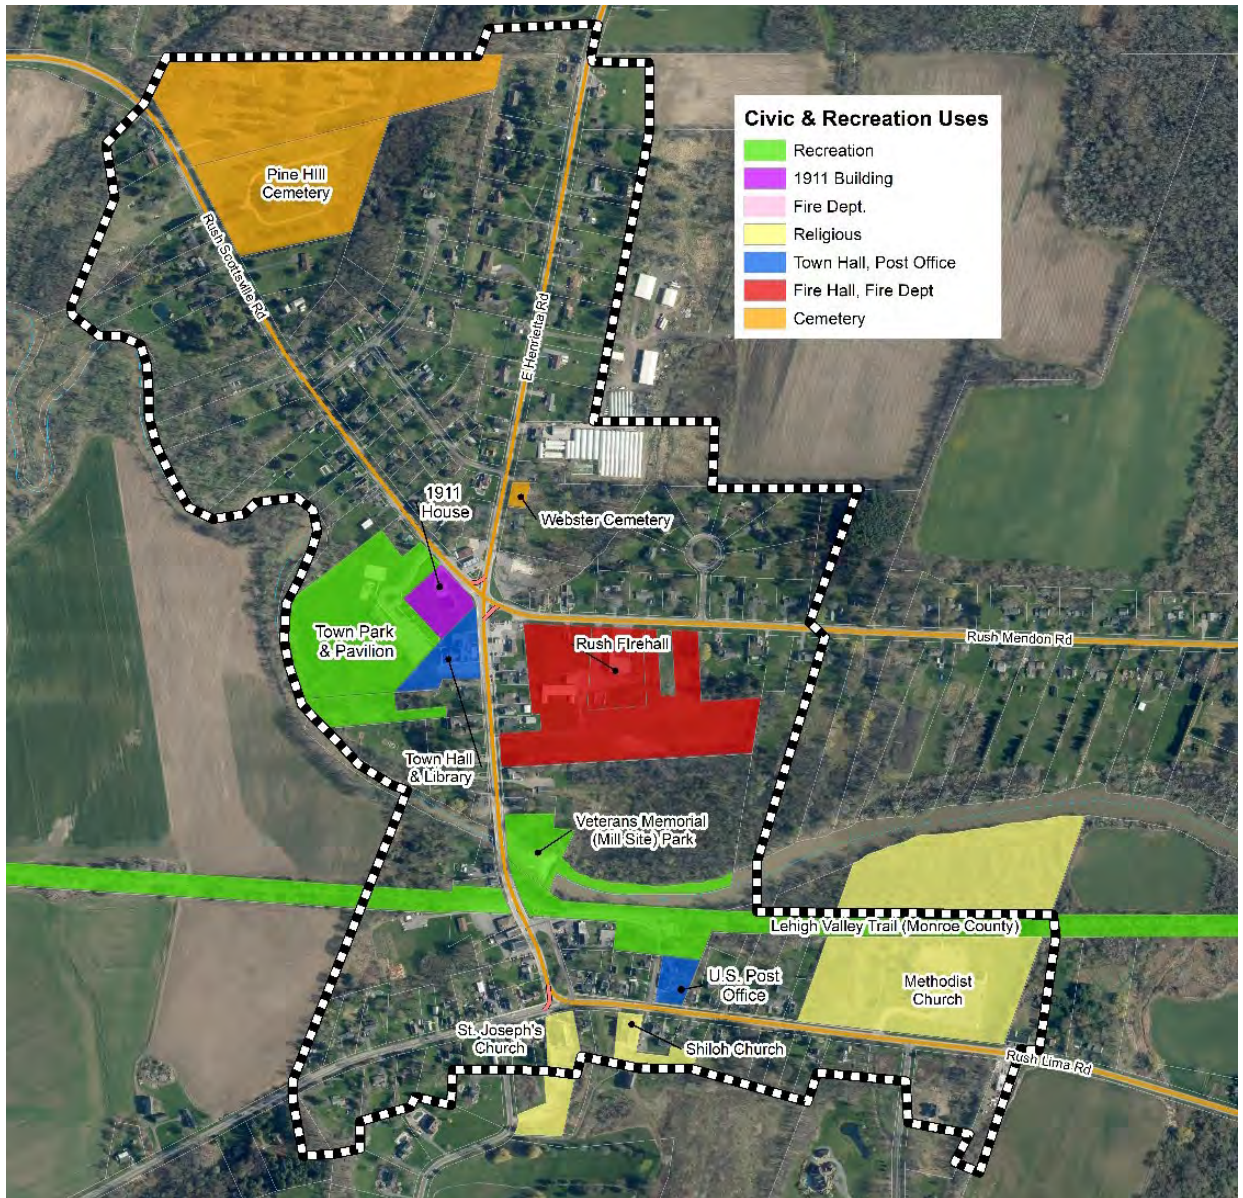 Civic & Recreation Uses
Recreation
1911 Building
Fire Dept.
Religious
Town Hall, Post Office
Fire Hall, Fire Dept
Cemetery
Pine Hill
Cemetery
Rush Scottsville Rd
E Henrietta Rd
1911
House
Webster Cemetery
Town Park
& Pavilion
Rush Firehall
Rush Mendon Rd
Town Hall
& Library
Veterans Memorial
(Mill Site) Park
Lehigh Valley Trail (Monroe County)
U.S. Post
Office
Methodist
Church
St. Joseph's
Church
Shiloh Church
Rush Lima Rd